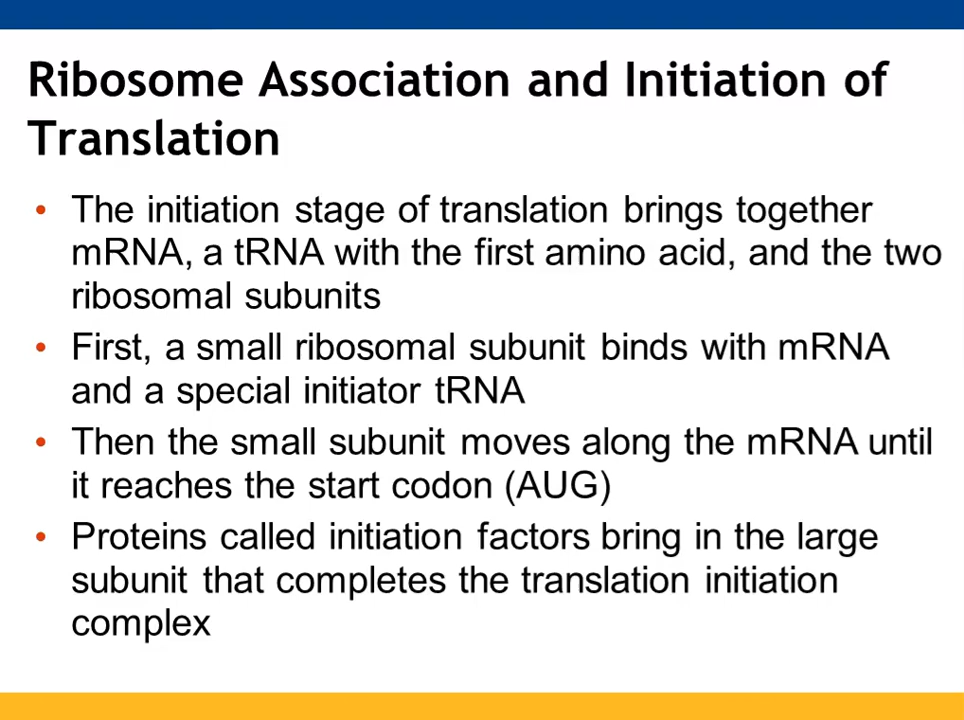 Ribosome Association and Initiation of
Translation
• The initiation stage of translation brings together
mRNA, a tRNA with the first amino acid, and the two
ribosomal subunits
• First, a small ribosomal subunit binds with mRNA
and a special initiator tRNA
• Then the small subunit moves along the mRNA until
it reaches the start codon (AUG)
• Proteins called initiation factors bring in the large
subunit that completes the translation initiation
complex